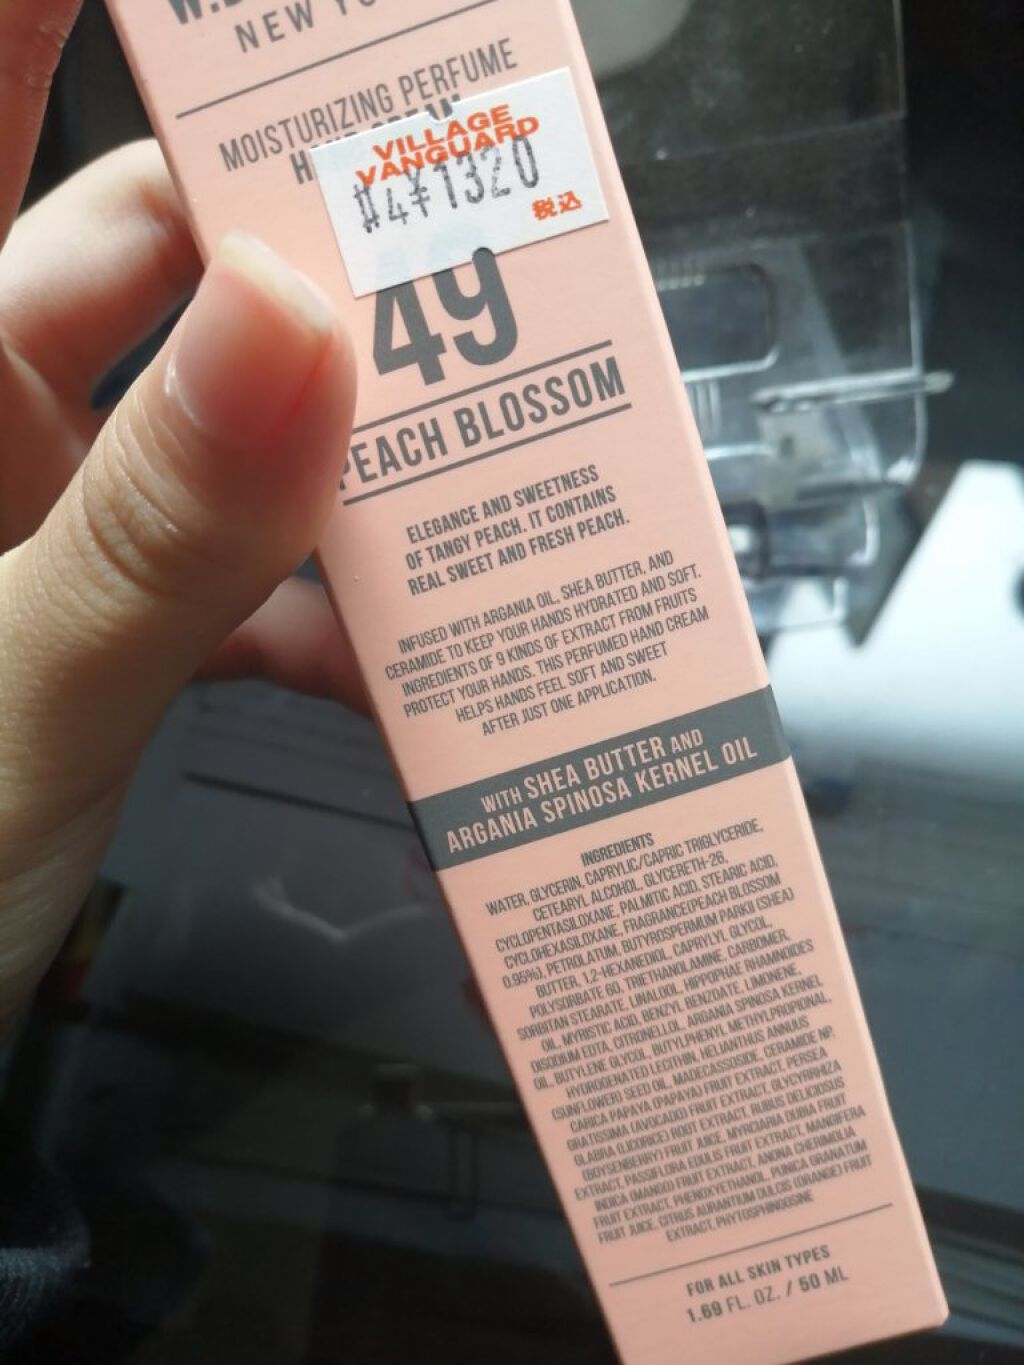 NEW YO
MOISTURIZING PERFUME
VILLAGE
VANGUARD
¥1320
税込
49
PEACH BLOSSOM
ELEGANCE AND SWEETNESS
OF TANGY PEACH. IT CONTAINS
REAL SWEET AND FRESH PEACH.
INFUSED WITH ARGANIA OIL, SHEA BUTTER, AND
CERAMIDE TO KEEP YOUR HANDS HYDRATED AND SOFT.
INGREDIENTS OF 9 KINDS OF EXTRACT FROM FRUITS
PROTECT YOUR HANDS. THIS PERFUMED HAND CREAM
HELPS HANDS FEEL SOFT AND SWEET
AFTER JUST ONE APPLICATION.
WITH SHEA BUTTER AND
ARGANIA SPINOSA KERNEL OIL
INGREDIENTS
WATER, GLYCERIN, CAPRYLIC/CAPRIC TRIGLYCERIDE,
CETEARYL ALCOHOL, GLYCERETH-26,
CYCLOPENTASILOXANE, PALMITIC ACID, STEARIC ACID,
CYCLOHEXASILOXANE, FRAGRANCE(PEACH BLOSSOM
0.95%), PETROLATUM, BUTYROSPERMUM PARKII (SHEA)
BUTTER, 1,2-HEXANEDIOL, CAPRYLYL GLYCOL,
POLYSORBATE 60, TRIETHANOLAMINE, CARBOMER,
SORBITAN STEARATE, LINALOOL, HIPPOPHAE RHAMNOIDES
OIL, MYRISTIC ACID, BENZYL BENZOATE, LIMONENE,
DISODIUM EDTA, CITRONELLOL, ARGANIA SPINOSA KERNEL
OIL, BUTYLENE GLYCOL, BUTYLPHENYL METHYLPROPIONAL,
HYDROGENATED LECITHIN, HELIANTHUS ANNUUS
(SUNFLOWER) SEED OIL, MADECASSOSIDE, CERAMIDE NP,
CARICA PAPAYA (PAPAYA) FRUIT EXTRACT, PERSEA
GRATISSIMA (AVOCADO) FRUIT EXTRACT, GLYCYRRHIZA
GLABRA (LICORICE) ROOT EXTRACT, RUBUS DELICIOSUS
(BOYSENBERRY) FRUIT JUICE, MYRCIARIA DUBIA FRUIT
EXTRACT, PASSIFLORA EDULIS FRUIT EXTRACT, MANGIFERA
INDICA (MANGO) FRUIT EXTRACT, ANONA CHERIMOLIA
FRUIT EXTRACT, PHENOXYETHANOL, PUNICA GRANATUM
FRUIT JUICE, CITRUS AURANTIUM DULCIS (ORANGE) FRUIT
EXTRACT, PHYTOSPHINGOSINE
FOR ALL SKIN TYPES
1.69 FL. OZ. / 50 ML